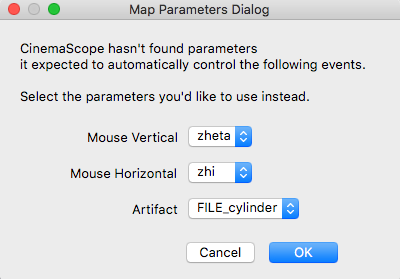 Map Parameters Dialog
CinemaScope hasn't found parameters
it expected to automatically control the following events.
Select the parameters you'd like to use instead.
Mouse Vertical zheta
Mouse Horizontal zhi
Artifact FILE_cylinder
Cancel OK